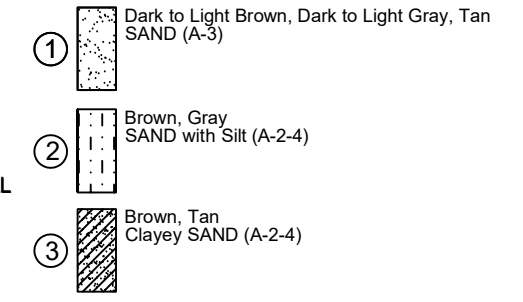 ① Dark to Light Brown, Dark to Light Gray, Tan
SAND (A-3)
② Brown, Gray
SAND with Silt (A-2-4)
L
③ Brown, Tan
Clayey SAND (A-2-4)